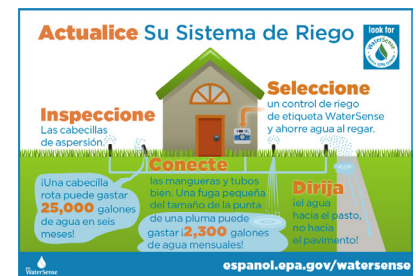 Actualice Su Sistema de Riego
look for
WaterSense
Seleccione
un control de riego
de etiqueta WaterSense
y ahorre agua al regar.
Inspeccione
Las cabecillas
de aspersión.
¡Una cabecilla
rota puede gastar
25,000 galones
de agua en seis
meses!
Conecte
las mangueras y tubos
bien. Una fuga pequeña
del tamaño de la punta
de una pluma puede
gastar ¡2,300 galones
de agua mensuales!
Dirija
¡el agua
hacia el pasto,
no hacia
el pavimento!
WaterSense
espanol.epa.gov/watersense